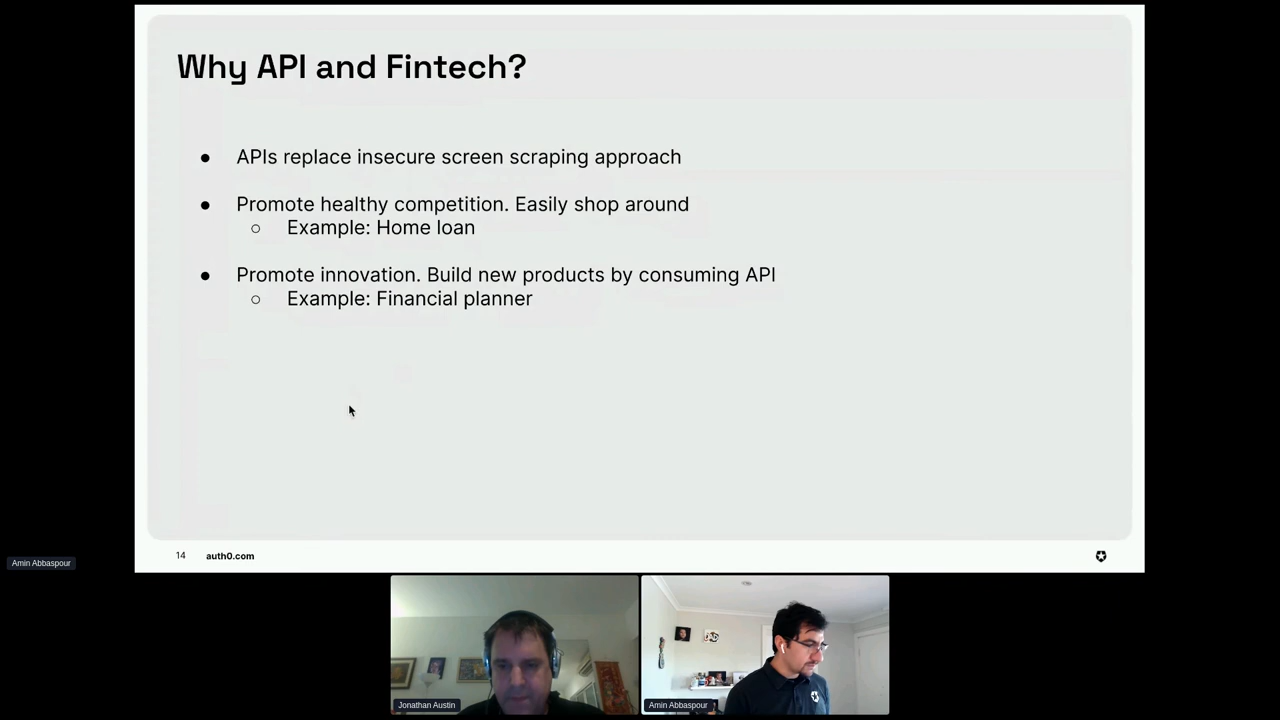 Why API and Fintech?
● APIs replace insecure screen scraping approach
● Promote healthy competition. Easily shop around
○ Example: Home loan
● Promote innovation. Build new products by consuming API
○ Example: Financial planner
14 auth0.com
Amin Abbaspour
Jonathan Austin
Amin Abbaspour